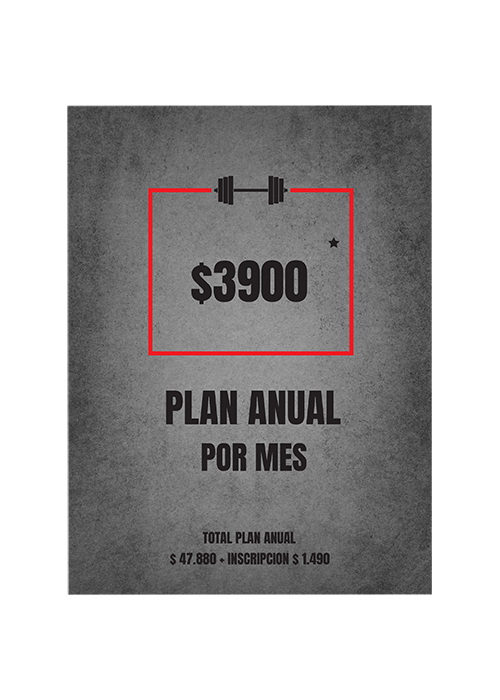 $3900
PLAN ANUAL
POR MES
TOTAL PLAN ANUAL
$ 47.880 + INSCRIPCION $ 1.490